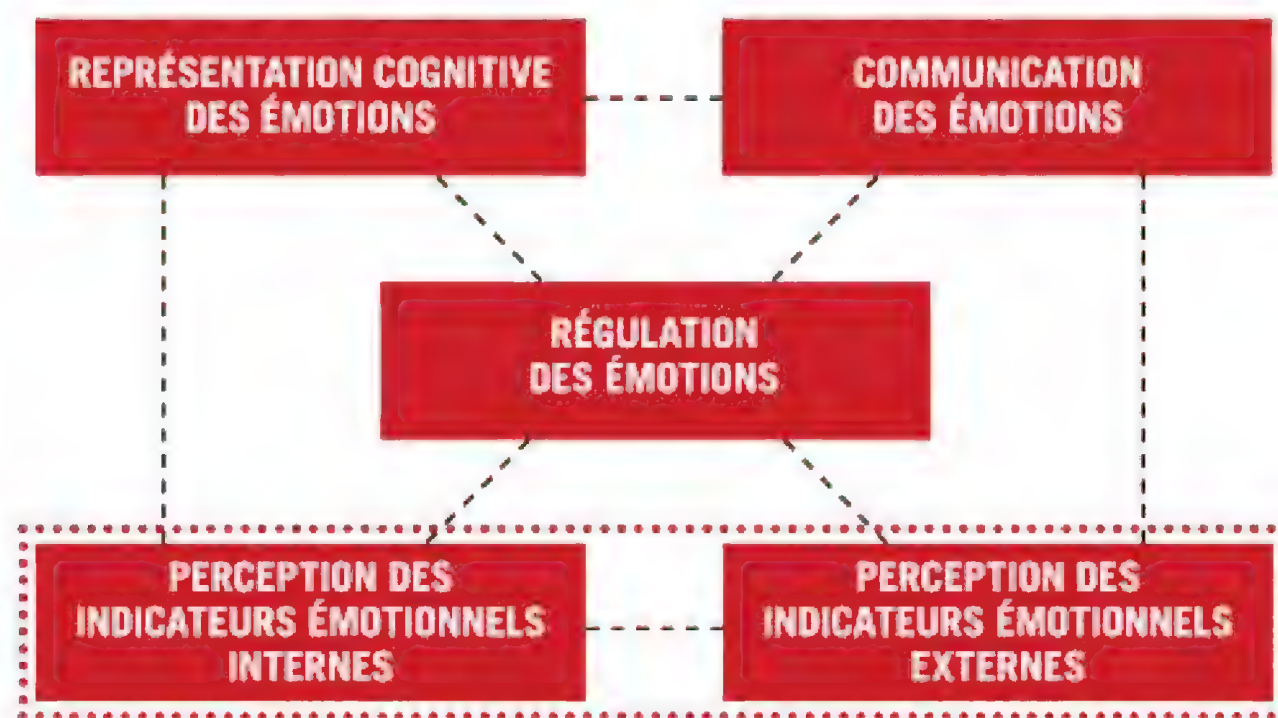 REPRÉSENTATION COGNITIVE
DES ÉMOTIONS
COMMUNICATION
DES ÉMOTIONS
RÉGULATION
DES ÉMOTIONS
PERCEPTION DES
INDICATEURS ÉMOTIONNELS
INTERNES
PERCEPTION DES
INDICATEURS ÉMOTIONNELS
EXTERNES